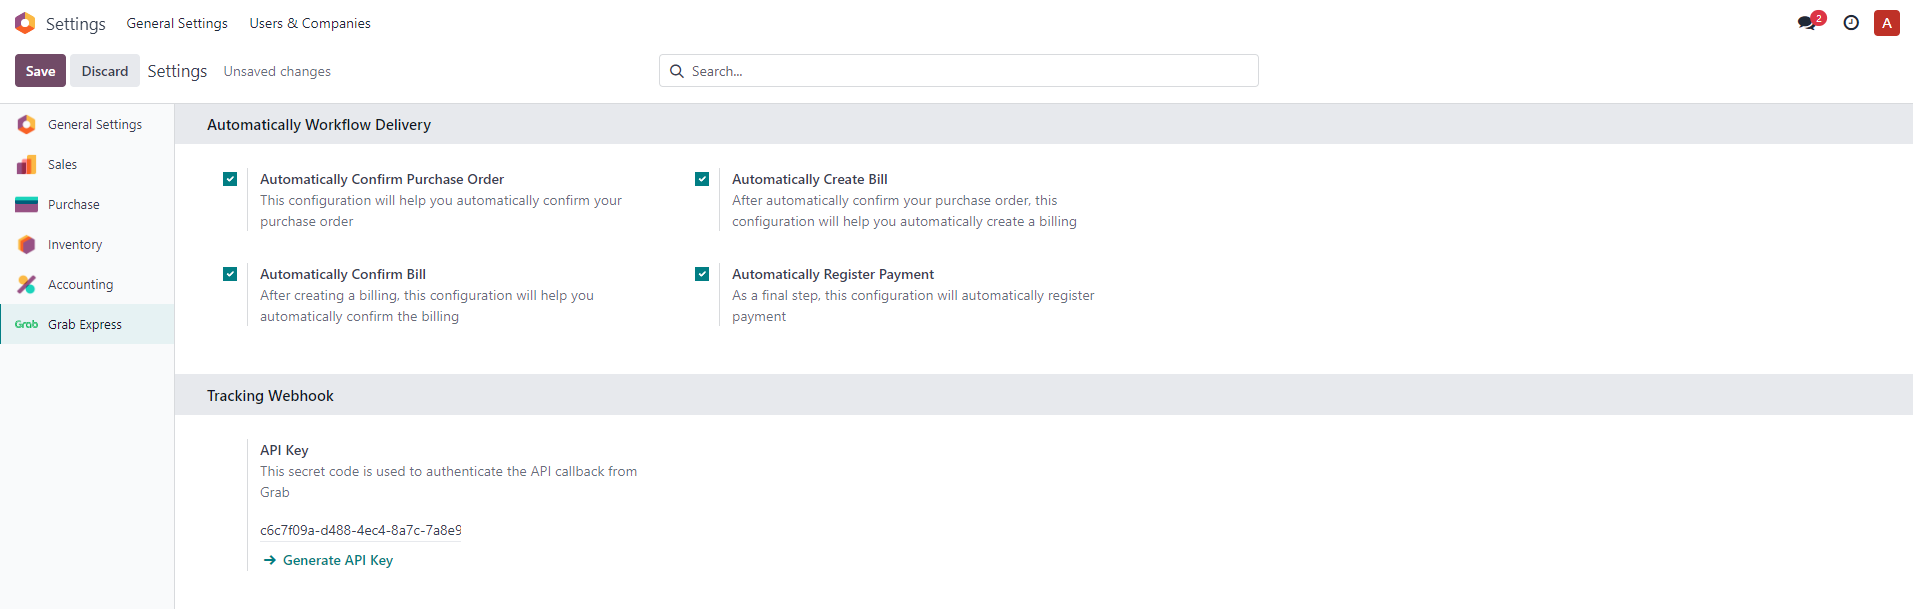 Settings General Settings Users & Companies 2 A
Save Discard Settings Unsaved changes Search...
General Settings
Sales
Purchase
Inventory
Accounting
Grab Grab Express
Automatically Workflow Delivery
Automatically Confirm Purchase Order
This configuration will help you automatically confirm your
purchase order
Automatically Create Bill
After automatically confirm your purchase order, this
configuration will help you automatically create a billing
Automatically Confirm Bill
After creating a billing, this configuration will help you
automatically confirm the billing
Automatically Register Payment
As a final step, this configuration will automatically register
payment
Tracking Webhook
API Key
This secret code is used to authenticate the API callback from
Grab
c6c7f09a-d488-4ec4-8a7c-7a8e9
Generate API Key